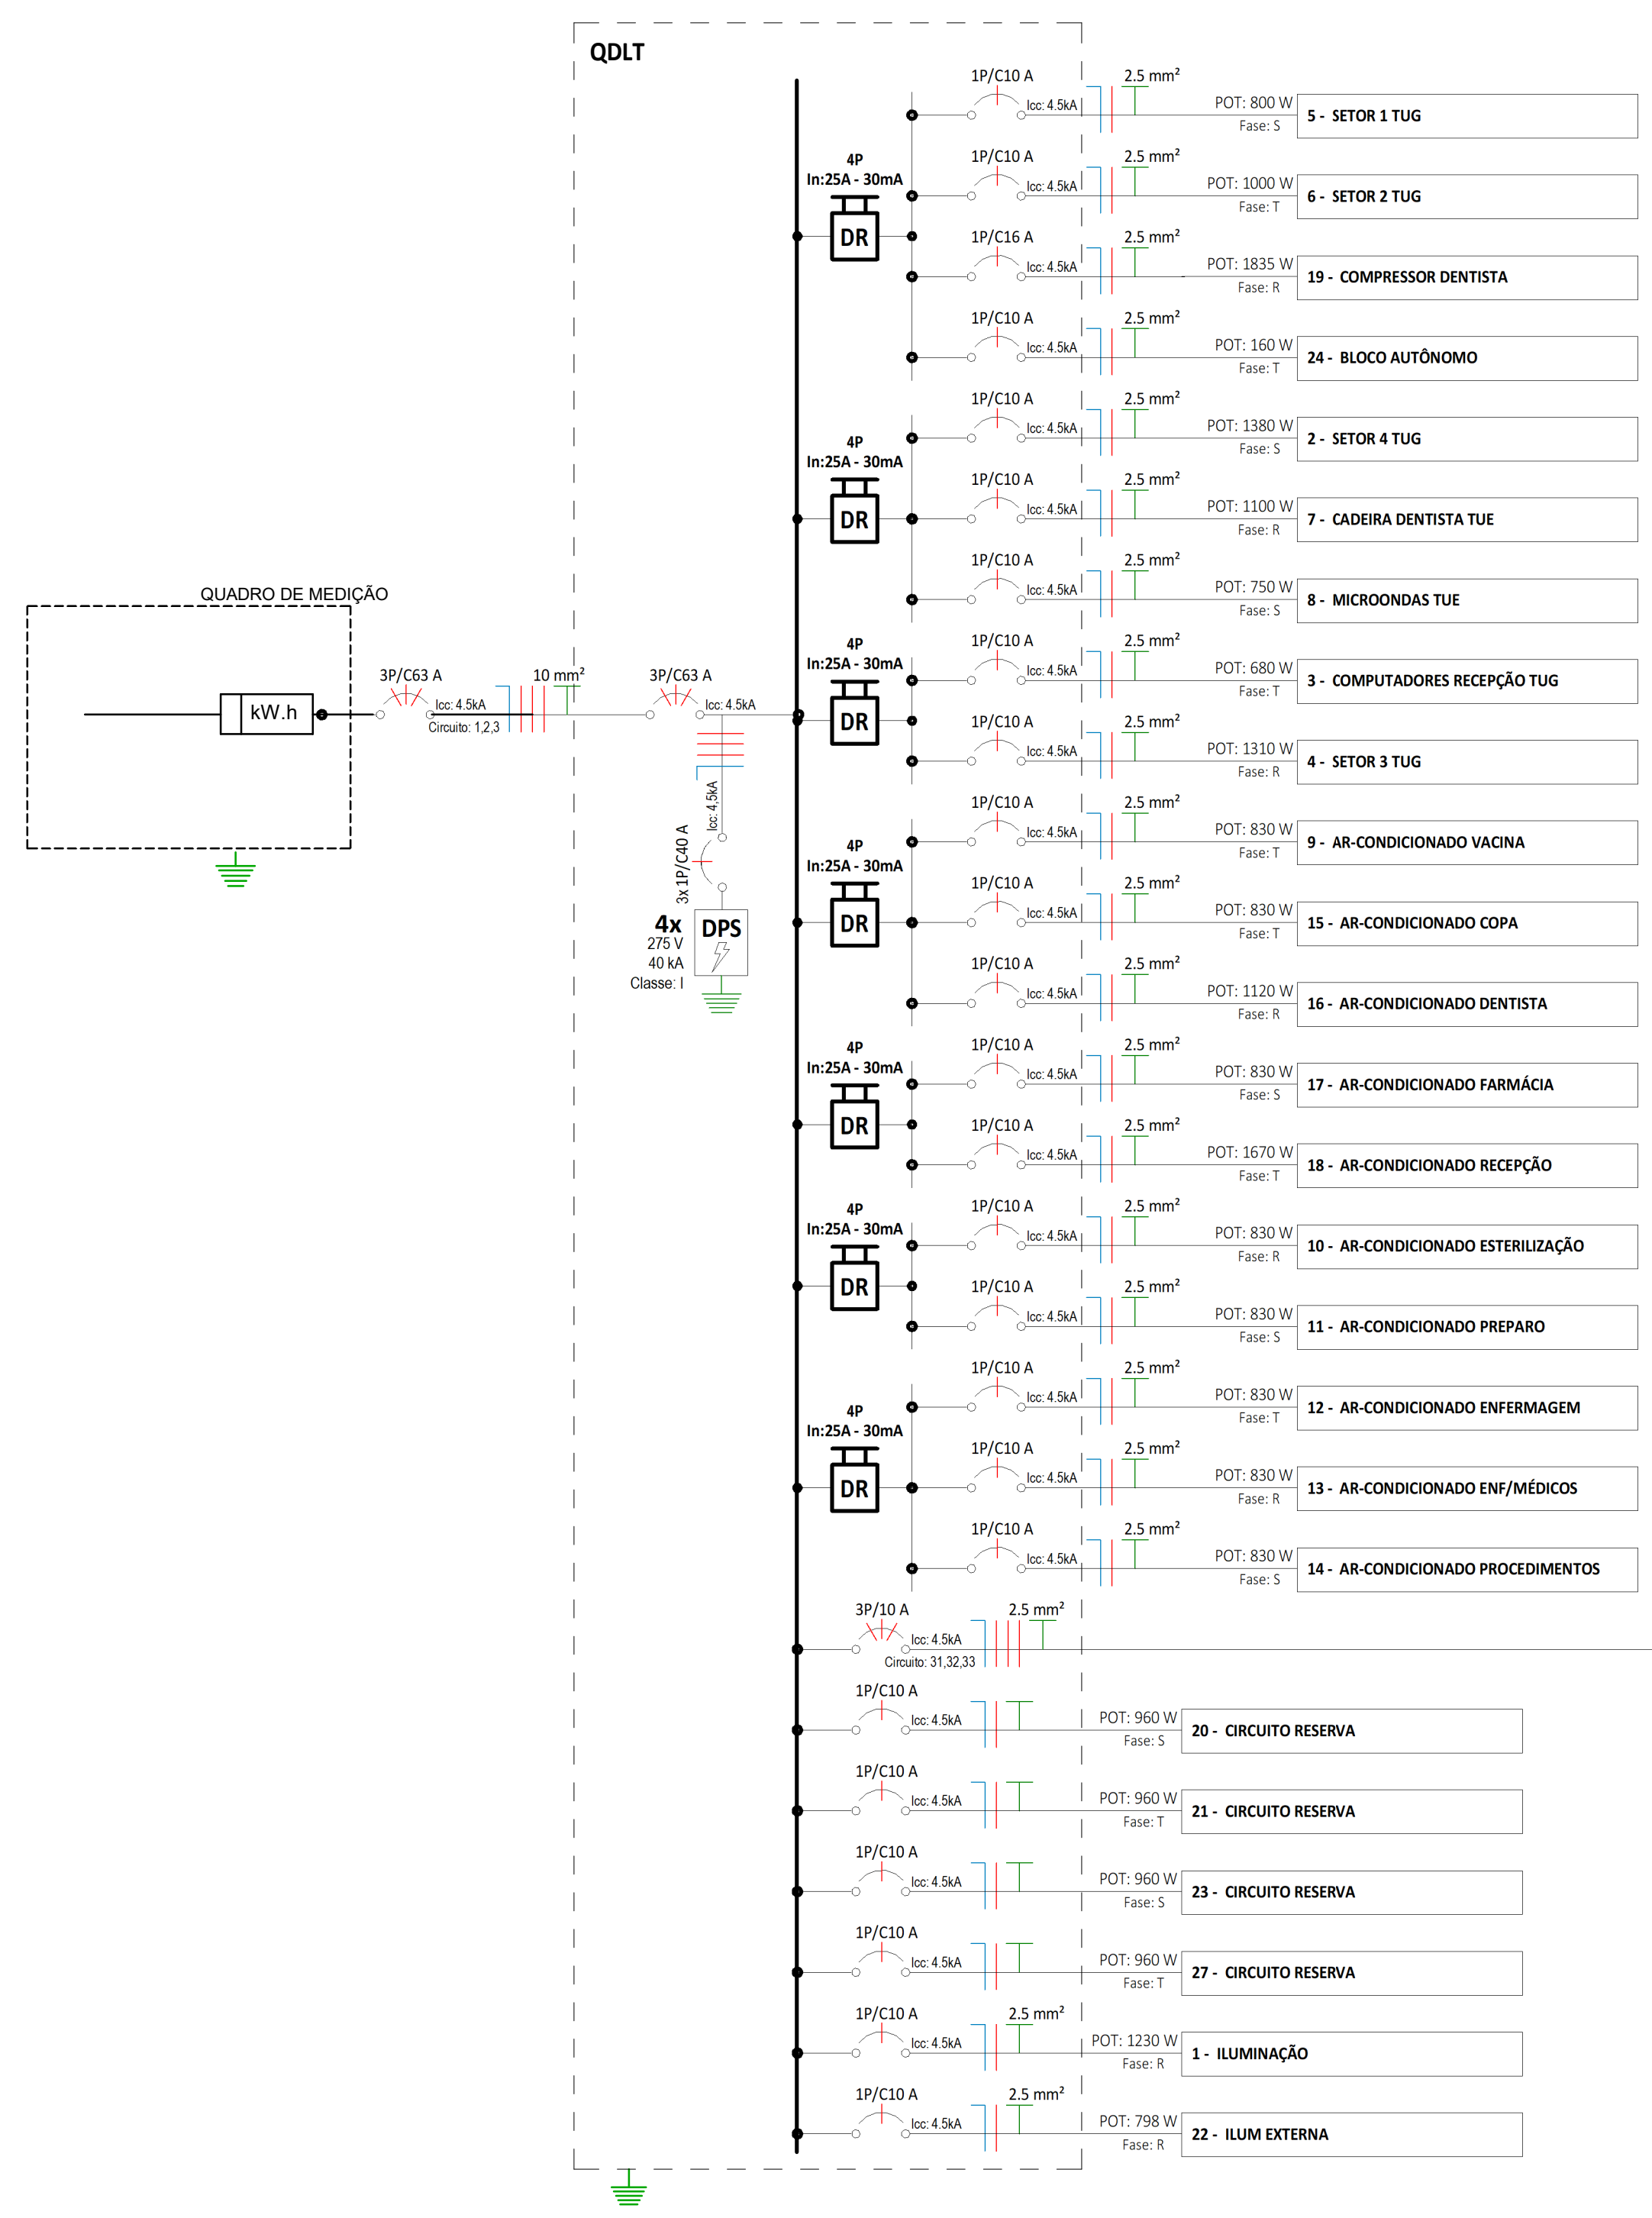 QDLT
QUADRO DE MEDIÇÃO
kW.h
3P/C63 A
Icc: 4.5kA
Circuito: 1,2,3
10 mm²
3P/C63 A
Icc: 4.5kA
Icc: 4,5kA
3x 1P/C40 A
4x
275 V
40 kA
Classe: I
DPS
4P
In:25A - 30mA
DR
1P/C10 A
Icc: 4.5kA
2.5 mm²
POT: 800 W
Fase: S
5 - SETOR 1 TUG
1P/C10 A
Icc: 4.5kA
2.5 mm²
POT: 1000 W
Fase: T
6 - SETOR 2 TUG
1P/C16 A
Icc: 4.5kA
2.5 mm²
POT: 1835 W
Fase: R
19 - COMPRESSOR DENTISTA
1P/C10 A
Icc: 4.5kA
2.5 mm²
POT: 160 W
Fase: T
24 - BLOCO AUTÔNOMO
4P
In:25A - 30mA
DR
1P/C10 A
Icc: 4.5kA
2.5 mm²
POT: 1380 W
Fase: S
2 - SETOR 4 TUG
1P/C10 A
Icc: 4.5kA
2.5 mm²
POT: 1100 W
Fase: R
7 - CADEIRA DENTISTA TUE
1P/C10 A
Icc: 4.5kA
2.5 mm²
POT: 750 W
Fase: S
8 - MICROONDAS TUE
4P
In:25A - 30mA
DR
1P/C10 A
Icc: 4.5kA
2.5 mm²
POT: 680 W
Fase: T
3 - COMPUTADORES RECEPÇÃO TUG
1P/C10 A
Icc: 4.5kA
2.5 mm²
POT: 1310 W
Fase: R
4 - SETOR 3 TUG
4P
In:25A - 30mA
DR
1P/C10 A
Icc: 4.5kA
2.5 mm²
POT: 830 W
Fase: T
9 - AR-CONDICIONADO VACINA
1P/C10 A
Icc: 4.5kA
2.5 mm²
POT: 830 W
Fase: T
15 - AR-CONDICIONADO COPA
1P/C10 A
Icc: 4.5kA
2.5 mm²
POT: 1120 W
Fase: R
16 - AR-CONDICIONADO DENTISTA
4P
In:25A - 30mA
DR
1P/C10 A
Icc: 4.5kA
2.5 mm²
POT: 830 W
Fase: S
17 - AR-CONDICIONADO FARMÁCIA
1P/C10 A
Icc: 4.5kA
2.5 mm²
POT: 1670 W
Fase: T
18 - AR-CONDICIONADO RECEPÇÃO
4P
In:25A - 30mA
DR
1P/C10 A
Icc: 4.5kA
2.5 mm²
POT: 830 W
Fase: R
10 - AR-CONDICIONADO ESTERILIZAÇÃO
1P/C10 A
Icc: 4.5kA
2.5 mm²
POT: 830 W
Fase: S
11 - AR-CONDICIONADO PREPARO
4P
In:25A - 30mA
DR
1P/C10 A
Icc: 4.5kA
2.5 mm²
POT: 830 W
Fase: T
12 - AR-CONDICIONADO ENFERMAGEM
1P/C10 A
Icc: 4.5kA
2.5 mm²
POT: 830 W
Fase: R
13 - AR-CONDICIONADO ENF/MÉDICOS
1P/C10 A
Icc: 4.5kA
2.5 mm²
POT: 830 W
Fase: S
14 - AR-CONDICIONADO PROCEDIMENTOS
3P/10 A
Icc: 4.5kA
Circuito: 31,32,33
2.5 mm²
1P/C10 A
Icc: 4.5kA
POT: 960 W
Fase: S
20 - CIRCUITO RESERVA
1P/C10 A
Icc: 4.5kA
POT: 960 W
Fase: T
21 - CIRCUITO RESERVA
1P/C10 A
Icc: 4.5kA
POT: 960 W
Fase: S
23 - CIRCUITO RESERVA
1P/C10 A
Icc: 4.5kA
POT: 960 W
Fase: T
27 - CIRCUITO RESERVA
1P/C10 A
Icc: 4.5kA
2.5 mm²
POT: 1230 W
Fase: R
1 - ILUMINAÇÃO
1P/C10 A
Icc: 4.5kA
2.5 mm²
POT: 798 W
Fase: R
22 - ILUM EXTERNA